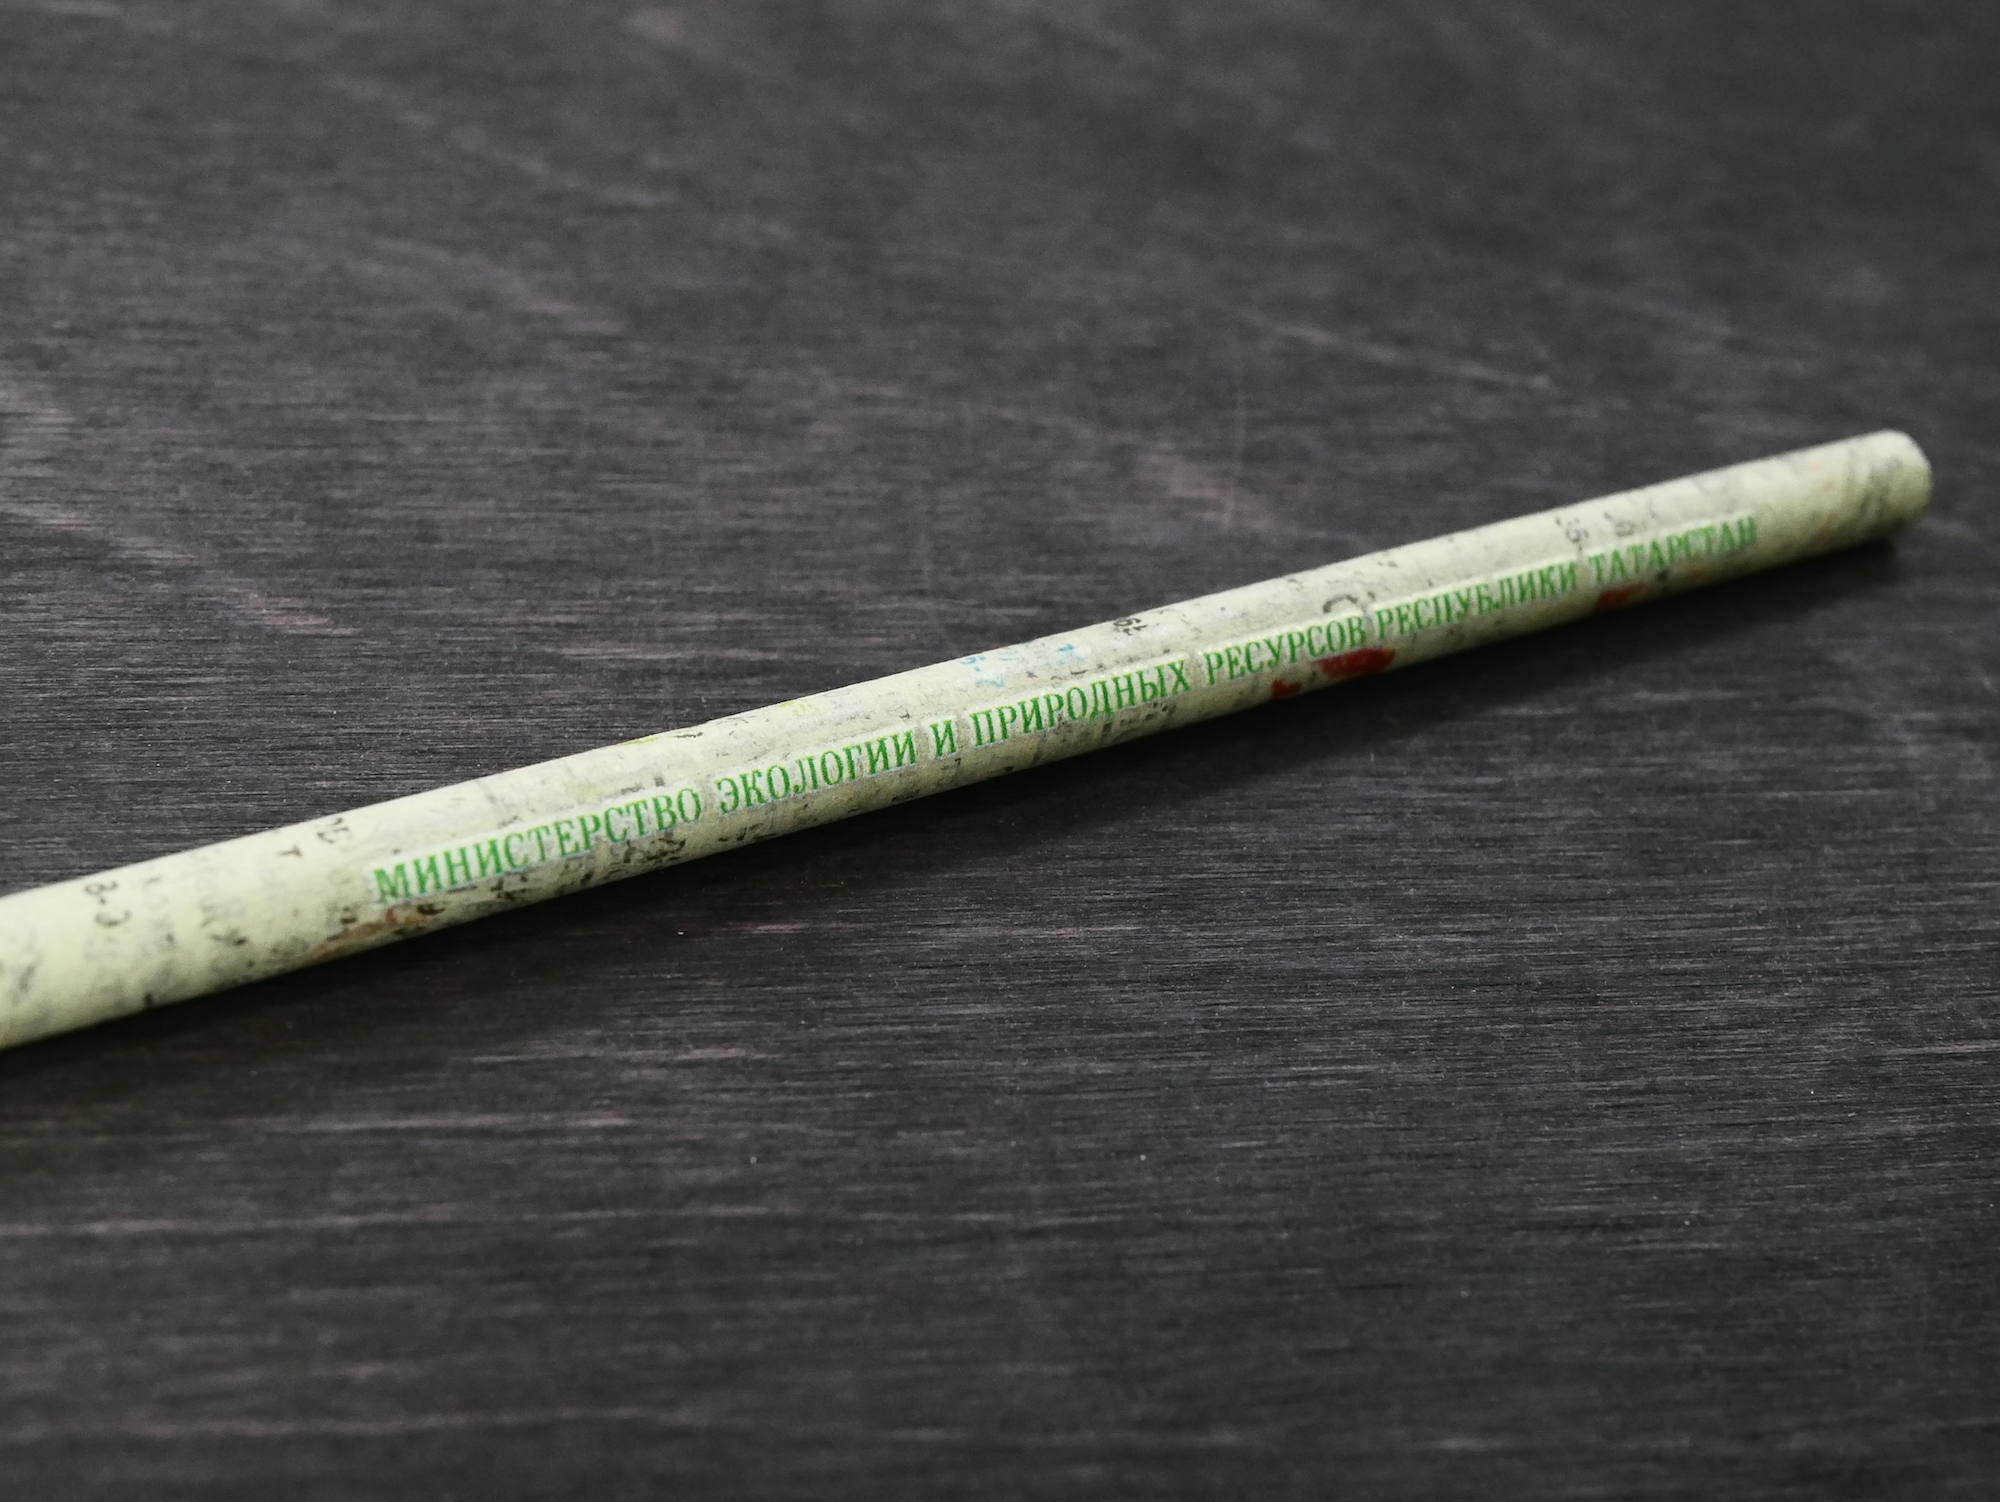 МИНИСТЕРСТВО ЭКОЛОГИИ И ПРИРОДНЫХ РЕСУРСОВ РЕСПУБЛИКИ ТАТАРСТАН